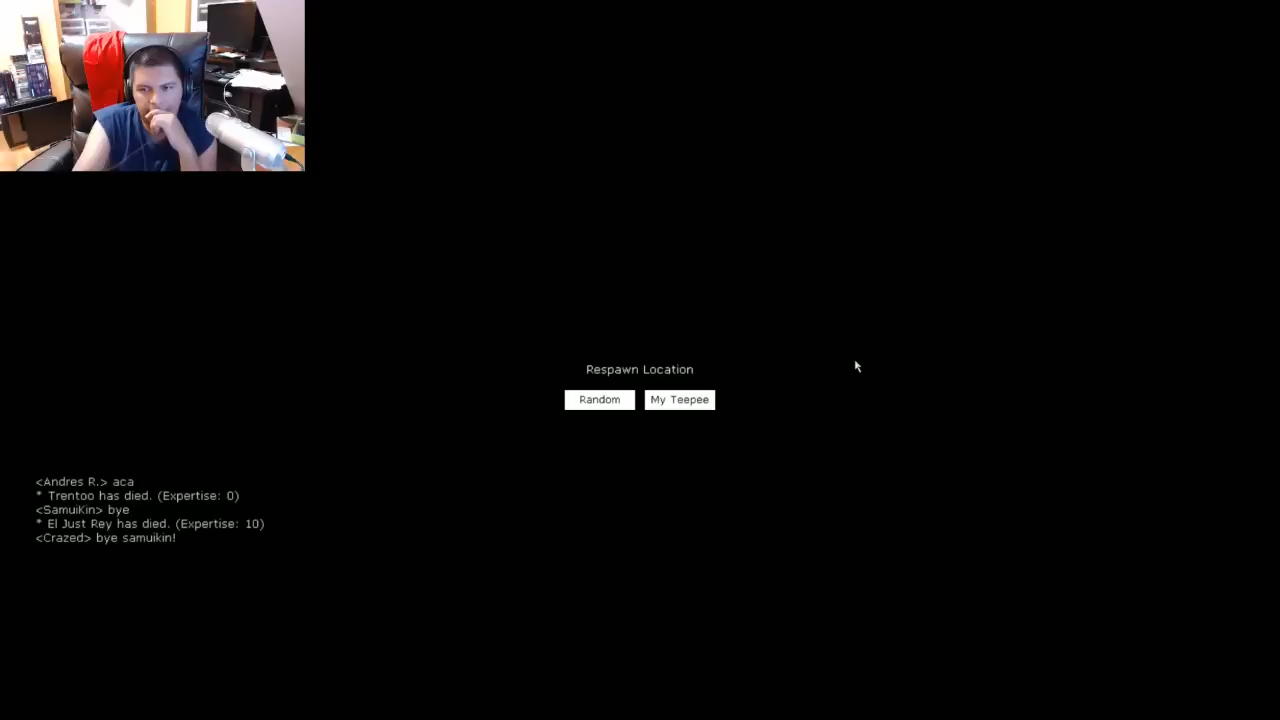 Respawn Location
Random
My Teepee
<Andres R.> aca
* Trentoo has died. (Expertise: 0)
<SamuiKin> bye
* El Just Rey has died. (Expertise: 10)
<Crazed> bye samuikin!